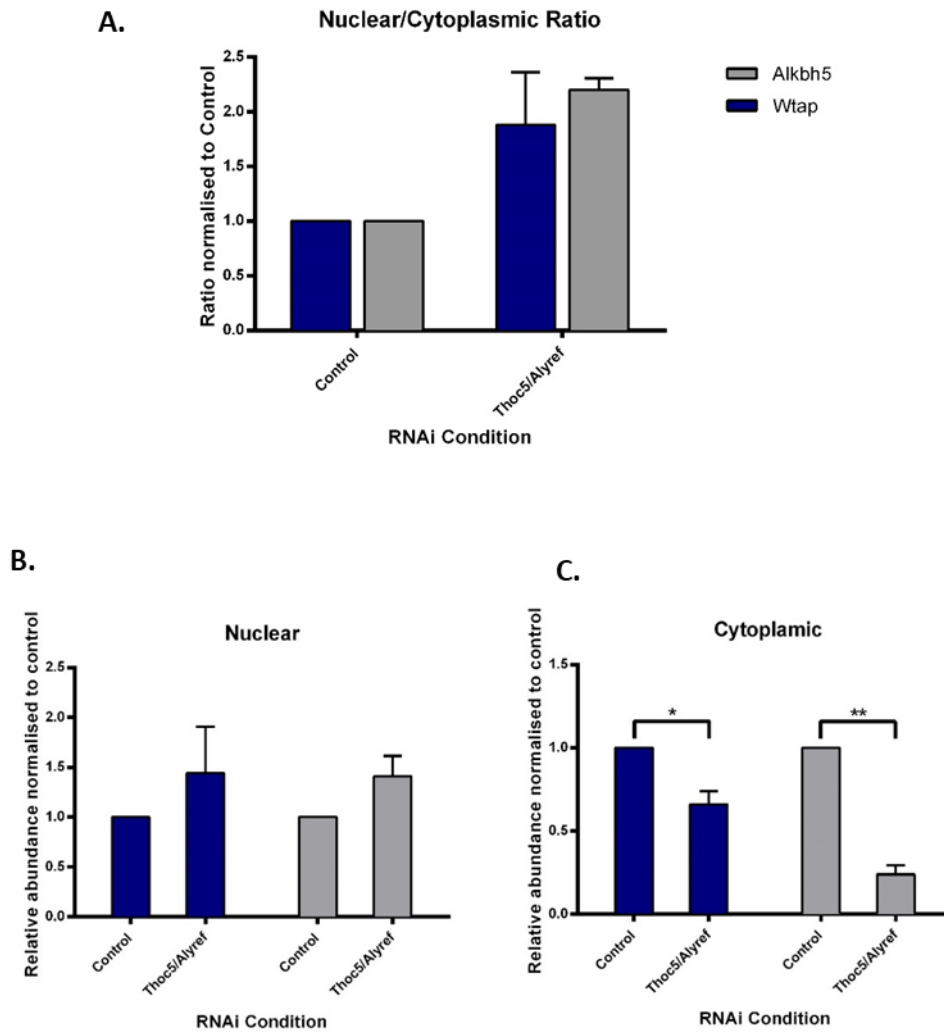 A.
Nuclear/Cytoplasmic Ratio
Ratio normalised to Control
2.5
2.0
1.5
1.0
0.5
0.0
Control
Thoc5/Alyref
RNAi Condition
Alkbh5
Wtap
B.
Nuclear
Relative abundance normalised to control
2.5
2.0
1.5
1.0
0.5
0.0
Control
Thoc5/Alyref
Control
Thoc5/Alyref
RNAi Condition
C.
Cytoplamic
Relative abundance normalised to control
1.5
1.0
0.5
0.0
*
**
Control
Thoc5/Alyref
Control
Thoc5/Alyref
RNAi Condition